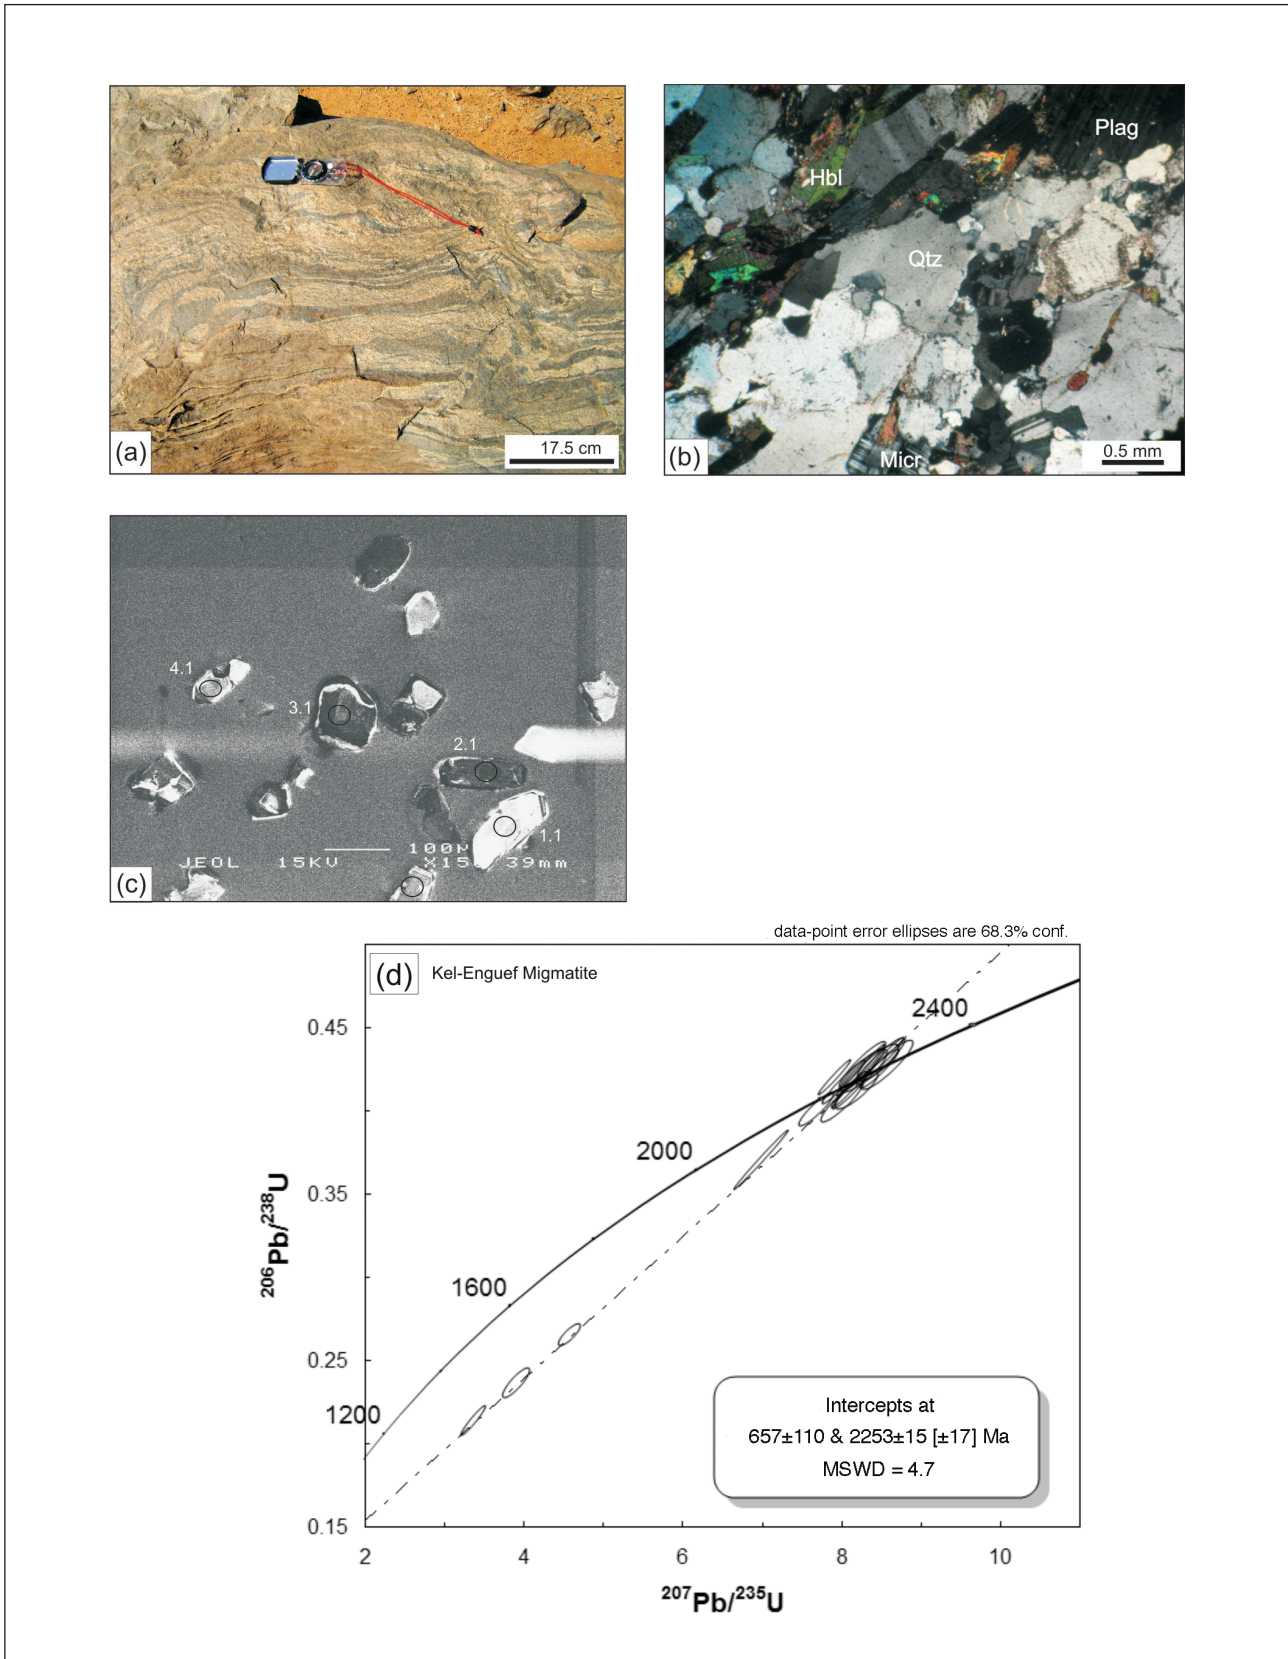 Plag
Hbl
Qtz
Micr
(a)
17.5 cm
(b)
0.5 mm
4.1
3.1
2.1
1.1
100µ
JEOL 15KV X15 39mm
(c)
data-point error ellipses are 68.3% conf.
(d) Kel-Enguef Migmatite
2400
0.45
2000
0.35
1600
0.25
1200
0.15
206Pb/238U
Intercepts at
657±110 & 2253±15 [±17] Ma
MSWD = 4.7
2 4 6 8 10
207Pb/235U